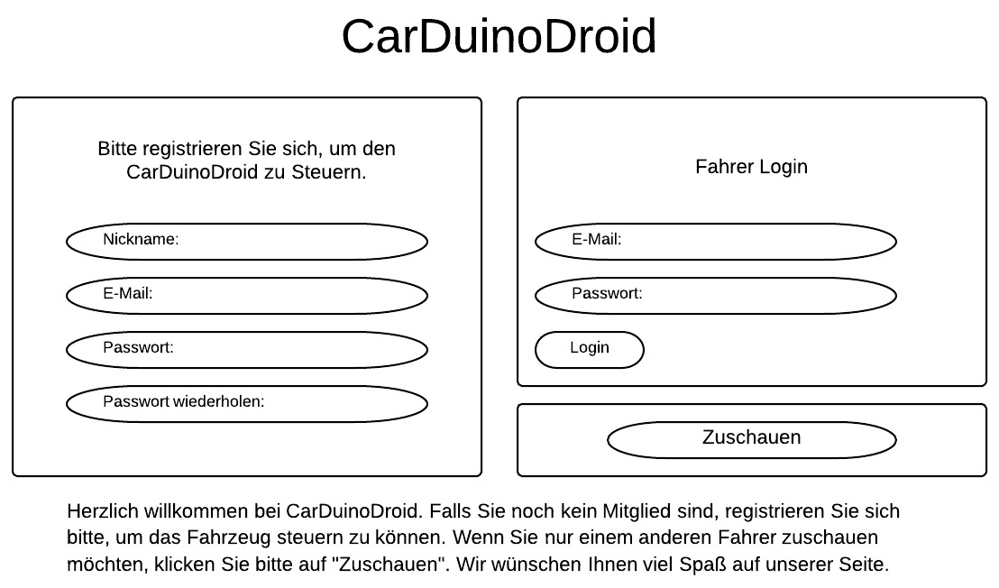 CarDuinoDroid
Bitte registrieren Sie sich, um den
CarDuinoDroid zu Steuern.
Nickname:
E-Mail:
Passwort:
Passwort wiederholen:
Fahrer Login
E-Mail:
Passwort:
Login
Zuschauen
Herzlich willkommen bei CarDuinoDroid. Falls Sie noch kein Mitglied sind, registrieren Sie sich
bitte, um das Fahrzeug steuern zu können. Wenn Sie nur einem anderen Fahrer zuschauen
möchten, klicken Sie bitte auf "Zuschauen". Wir wünschen Ihnen viel Spaß auf unserer Seite.